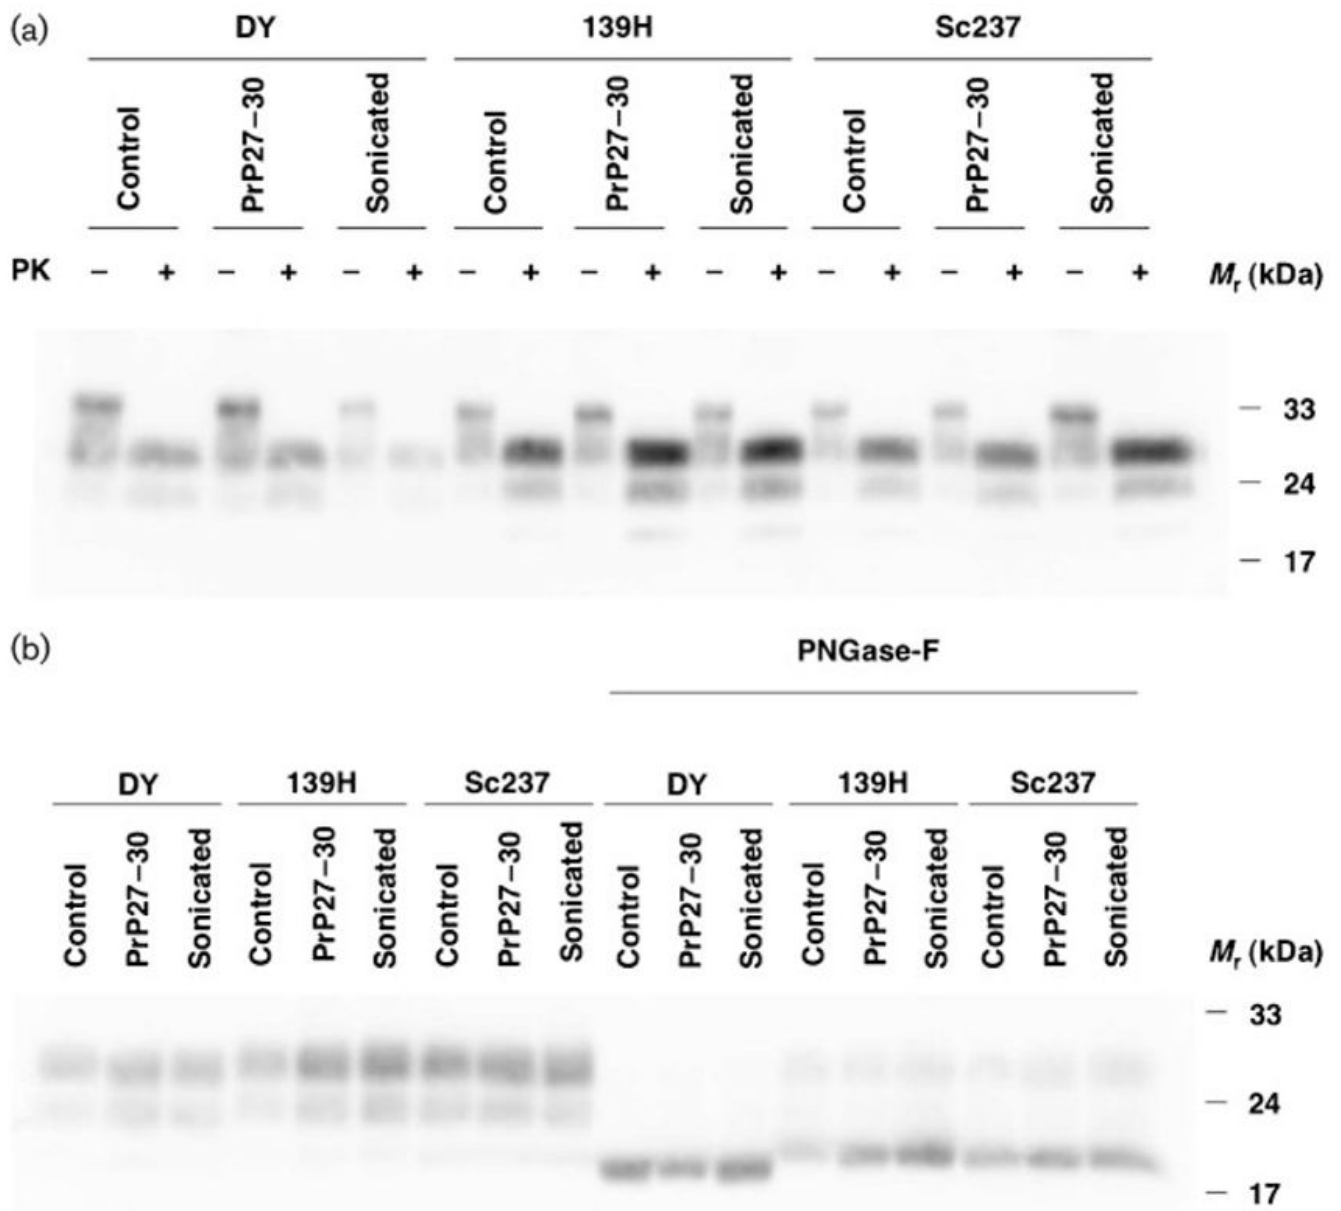 (a) DY 139H Sc237
Control PrP27–30 Sonicated Control PrP27–30 Sonicated Control PrP27–30 Sonicated
PK – + – + – + – + – + – + – + – + – + Mr (kDa)
33
24
17
(b) PNGase-F
DY 139H Sc237 DY 139H Sc237
Control PrP27–30 Sonicated Control PrP27–30 Sonicated Control PrP27–30 Sonicated Control PrP27–30 Sonicated Control PrP27–30 Sonicated Control PrP27–30 Sonicated Mr (kDa)
33
24
17